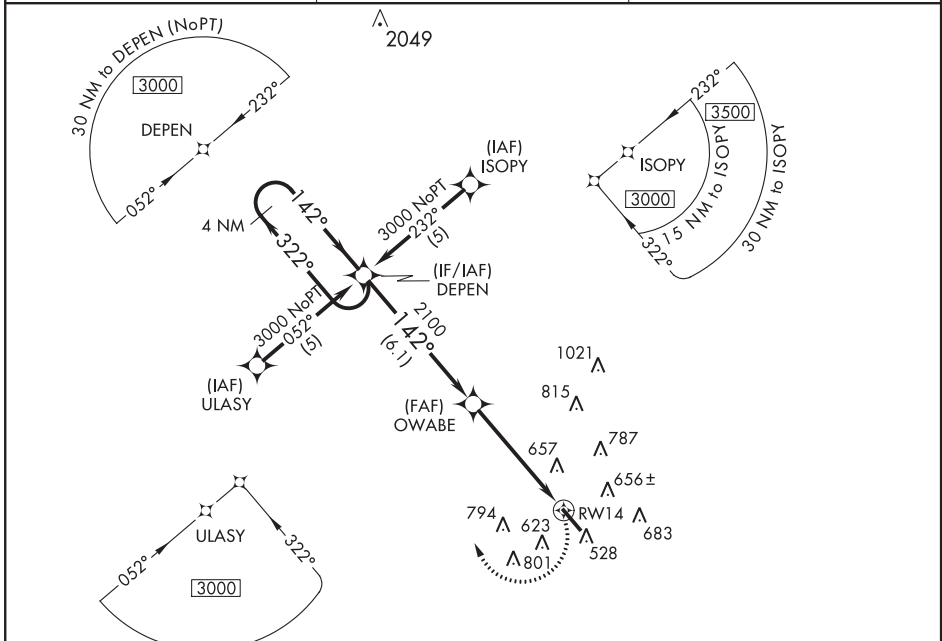 2049
30 NM to DEPEN (NoPT)
3000
232°
DEPEN
052°
(IAF)
ISOPY
3000 NoPT
232°
(5)
232°
3500
ISOPY
3000
15 NM to ISOPY
30 NM to ISOPY
322°
4 NM
142°
322°
(IF/IAF)
DEPEN
3000 NoPT
052°
(5)
(IAF)
ULASY
2100
142°
(6.1)
(FAF)
OWABE
1021
815
787
657
656±
RW14
683
528
794
623
801
ULASY
052°
322°
3000